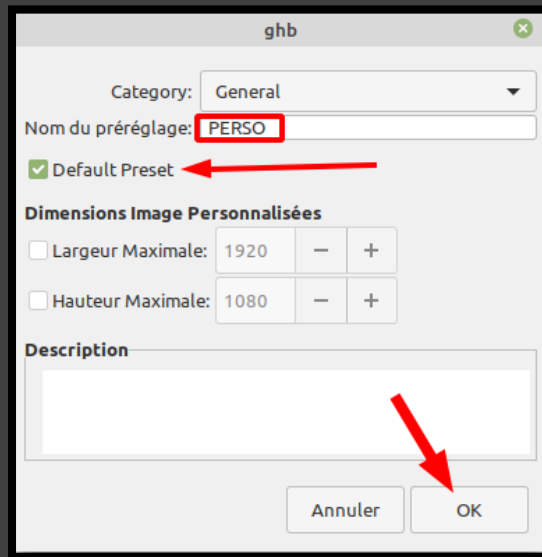 ghb
Category: General
Nom du préréglage: PERSO
Default Preset
Dimensions Image Personnalisées
Largeur Maximale: 1920 − +
Hauteur Maximale: 1080 − +
Description
Annuler OK